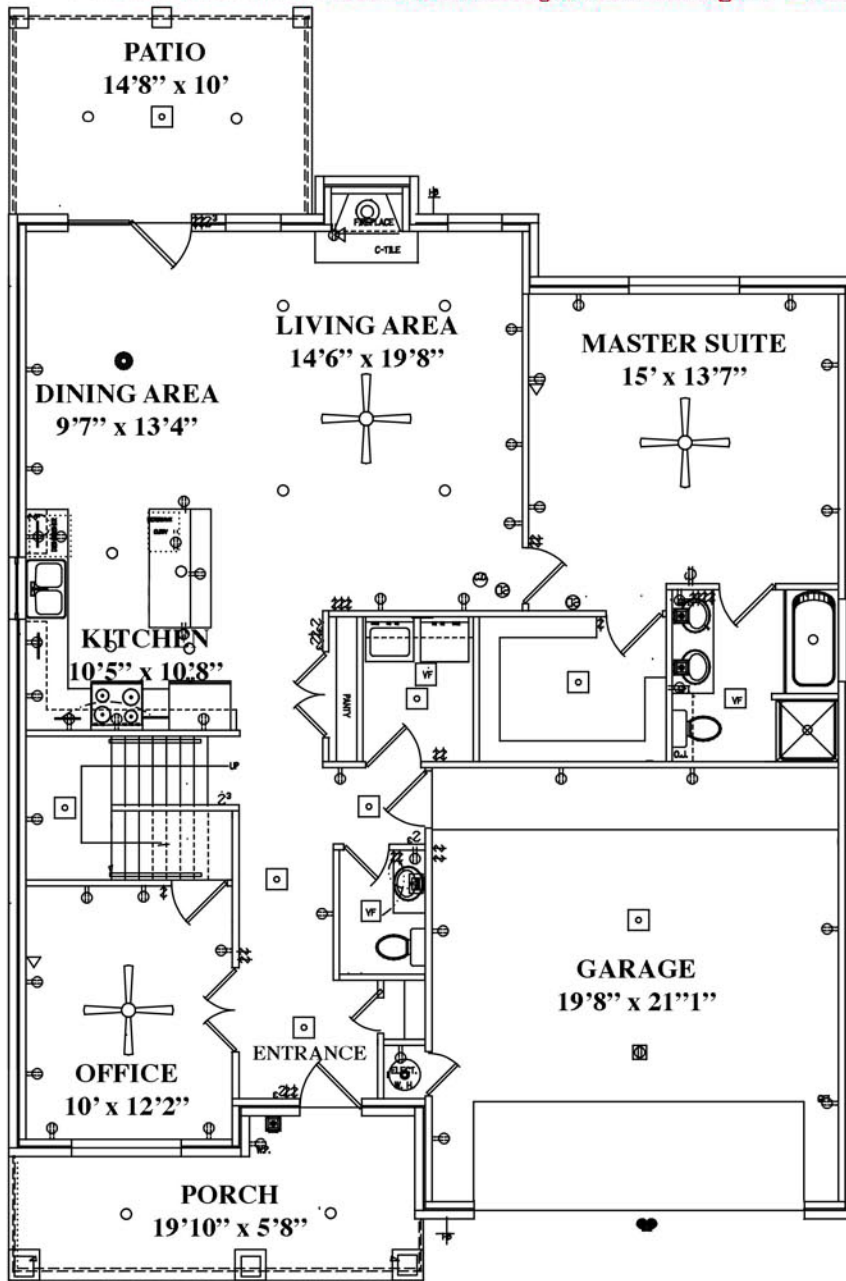 PATIO
14'8” x 10’
FIREPLACE
C-TILE
LIVING AREA
14’6” x 19’8”
MASTER SUITE
15’ x 13’7”
DINING AREA
9’7” x 13’4”
KITCHEN
10’5” x 10’8”
VF
PANTY
VF
UP
VF
GARAGE
19’8” x 21”1”
ENTRANCE
ELECT.
W. H
OFFICE
10’ x 12’2”
PORCH
19’10” x 5’8”